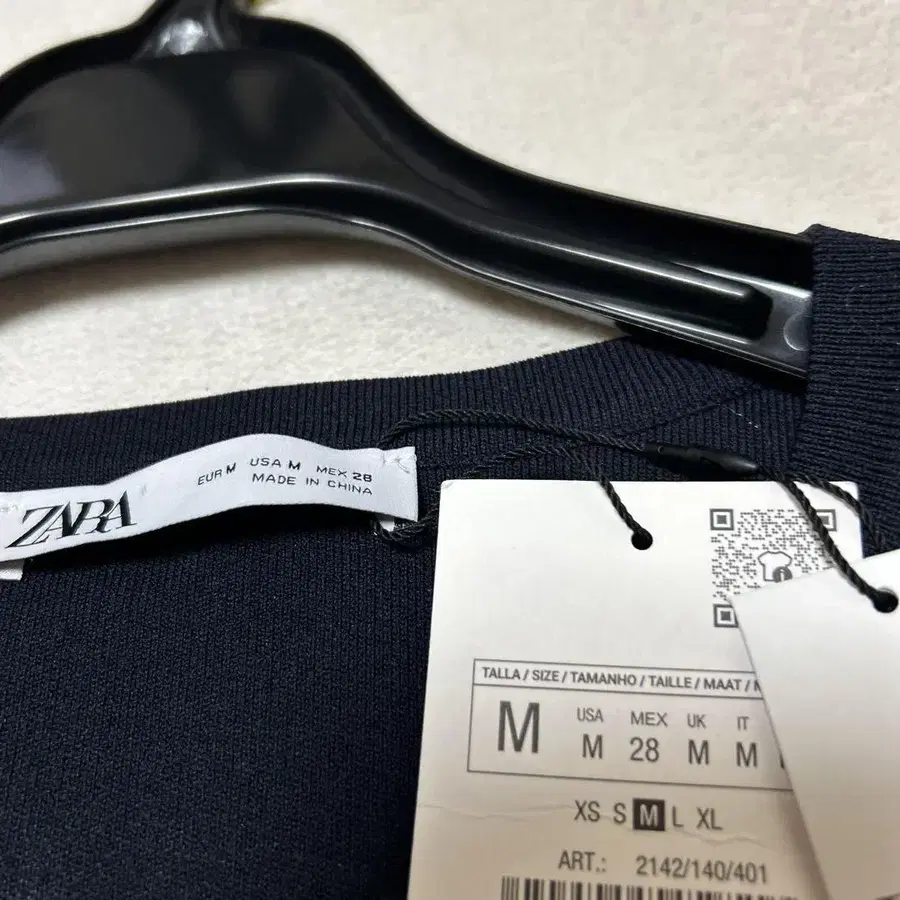 ZARA
EUR M USA M MEX 28
MADE IN CHINA
TALLA / SIZE / TAMANHO / TAILLE / MAAT /
M
USA MEX UK IT
M 28 M M
XS S M L XL
ART.: 2142/140/401